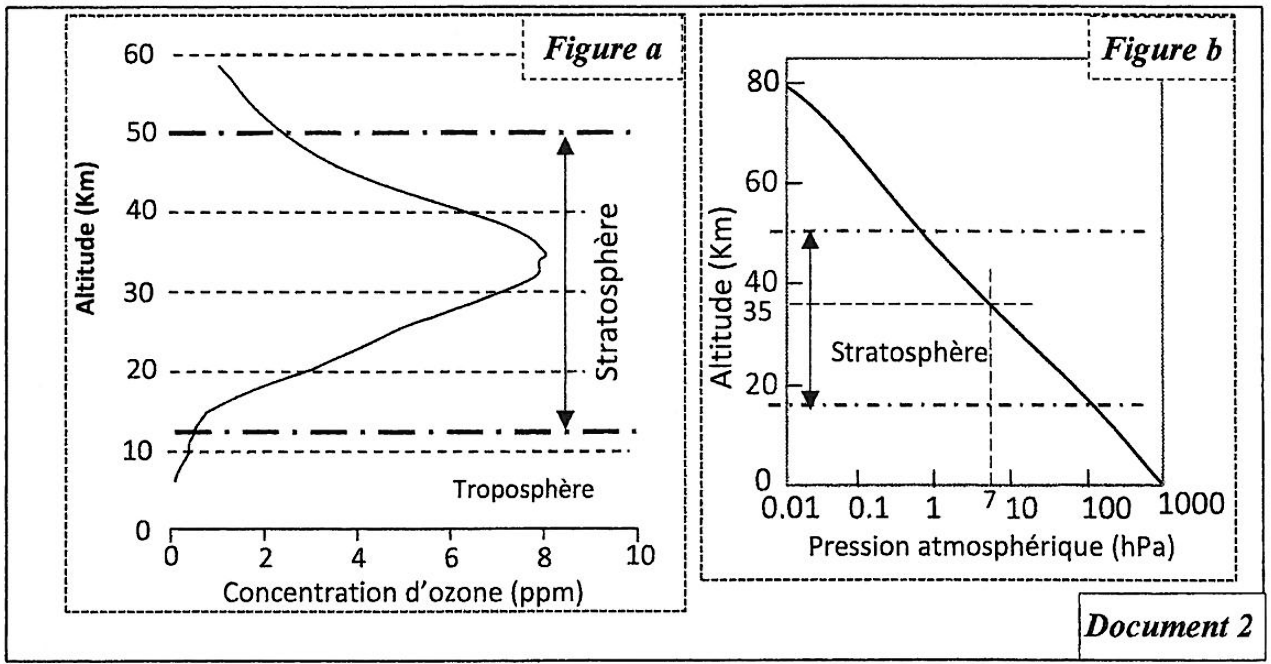 Figure a
60
50
40
30
20
10
0
Altitude (Km)
Stratosphère
Troposphère
0 2 4 6 8 10
Concentration d'ozone (ppm)
Figure b
80
60
40
35
20
0
Altitude (Km)
Stratosphère
0.01 0.1 1 7 10 100 1000
Pression atmosphérique (hPa)
Document 2